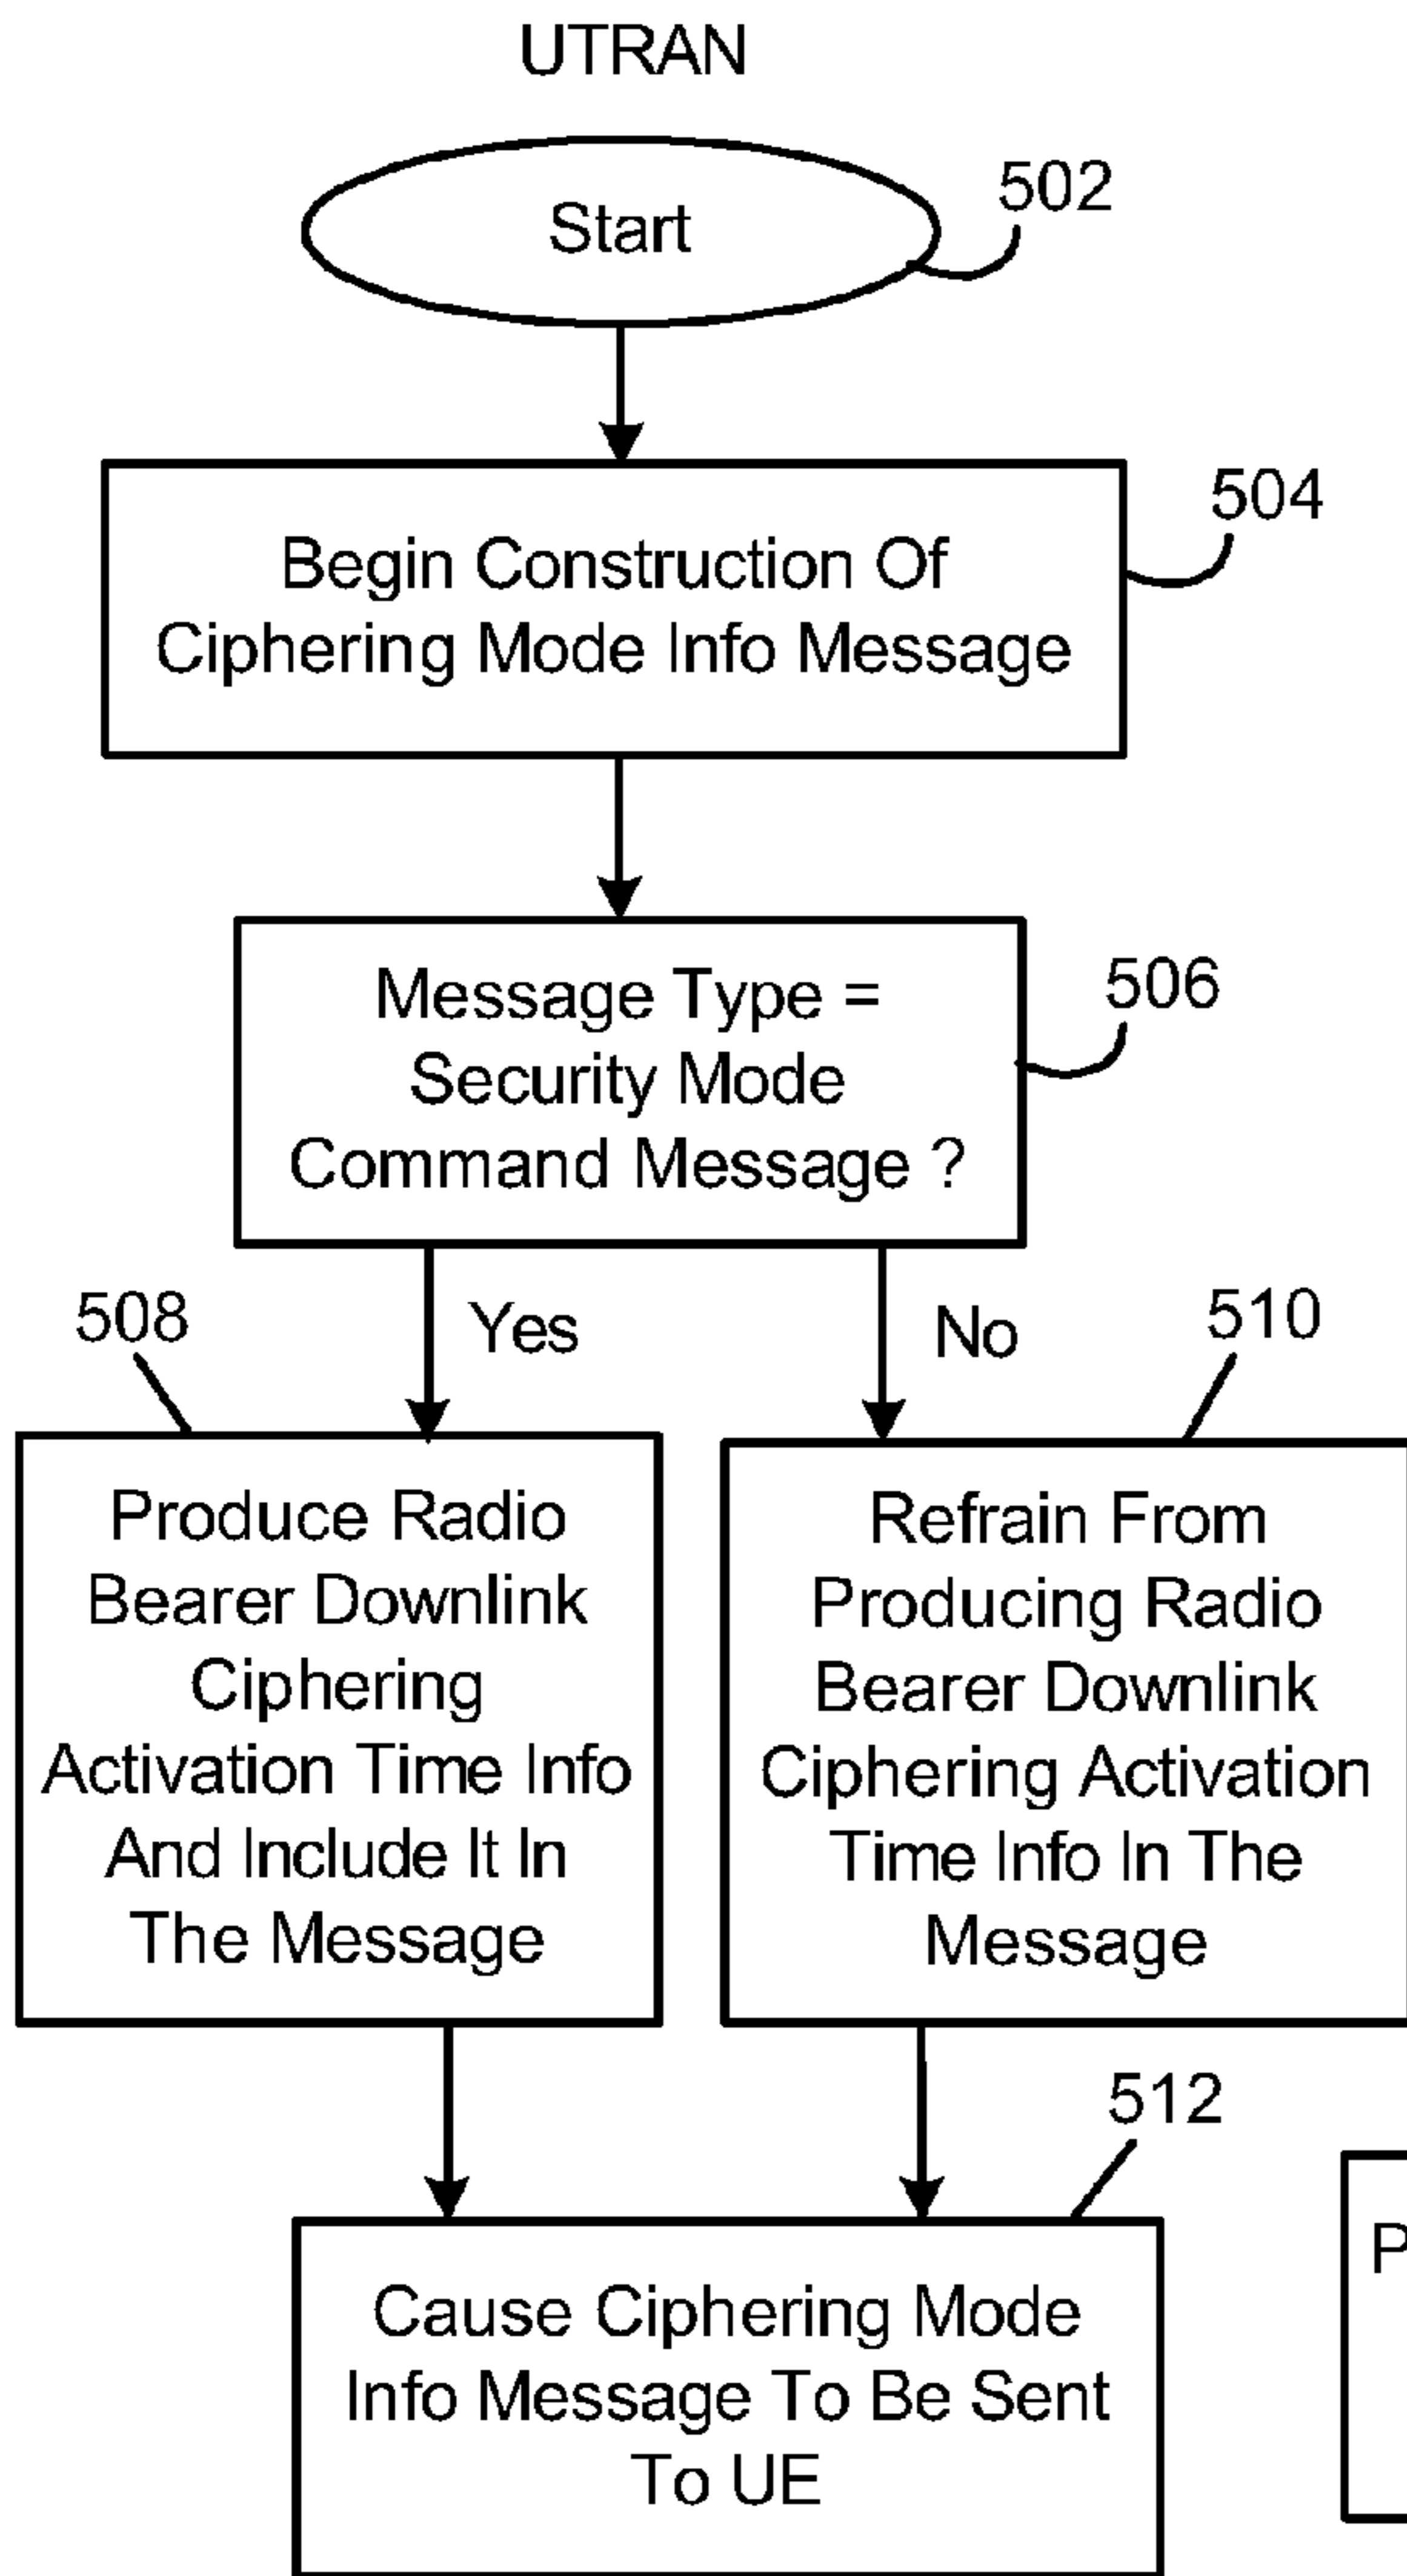 UTRAN
Start
502
Begin Construction Of
Ciphering Mode Info Message
504
Message Type =
Security Mode
Command Message ?
506
Yes
No
508
510
Produce Radio
Bearer Downlink
Ciphering
Activation Time Info
And Include It In
The Message
Refrain From
Producing Radio
Bearer Downlink
Ciphering Activation
Time Info In The
Message
512
Cause Ciphering Mode
Info Message To Be Sent
To UE